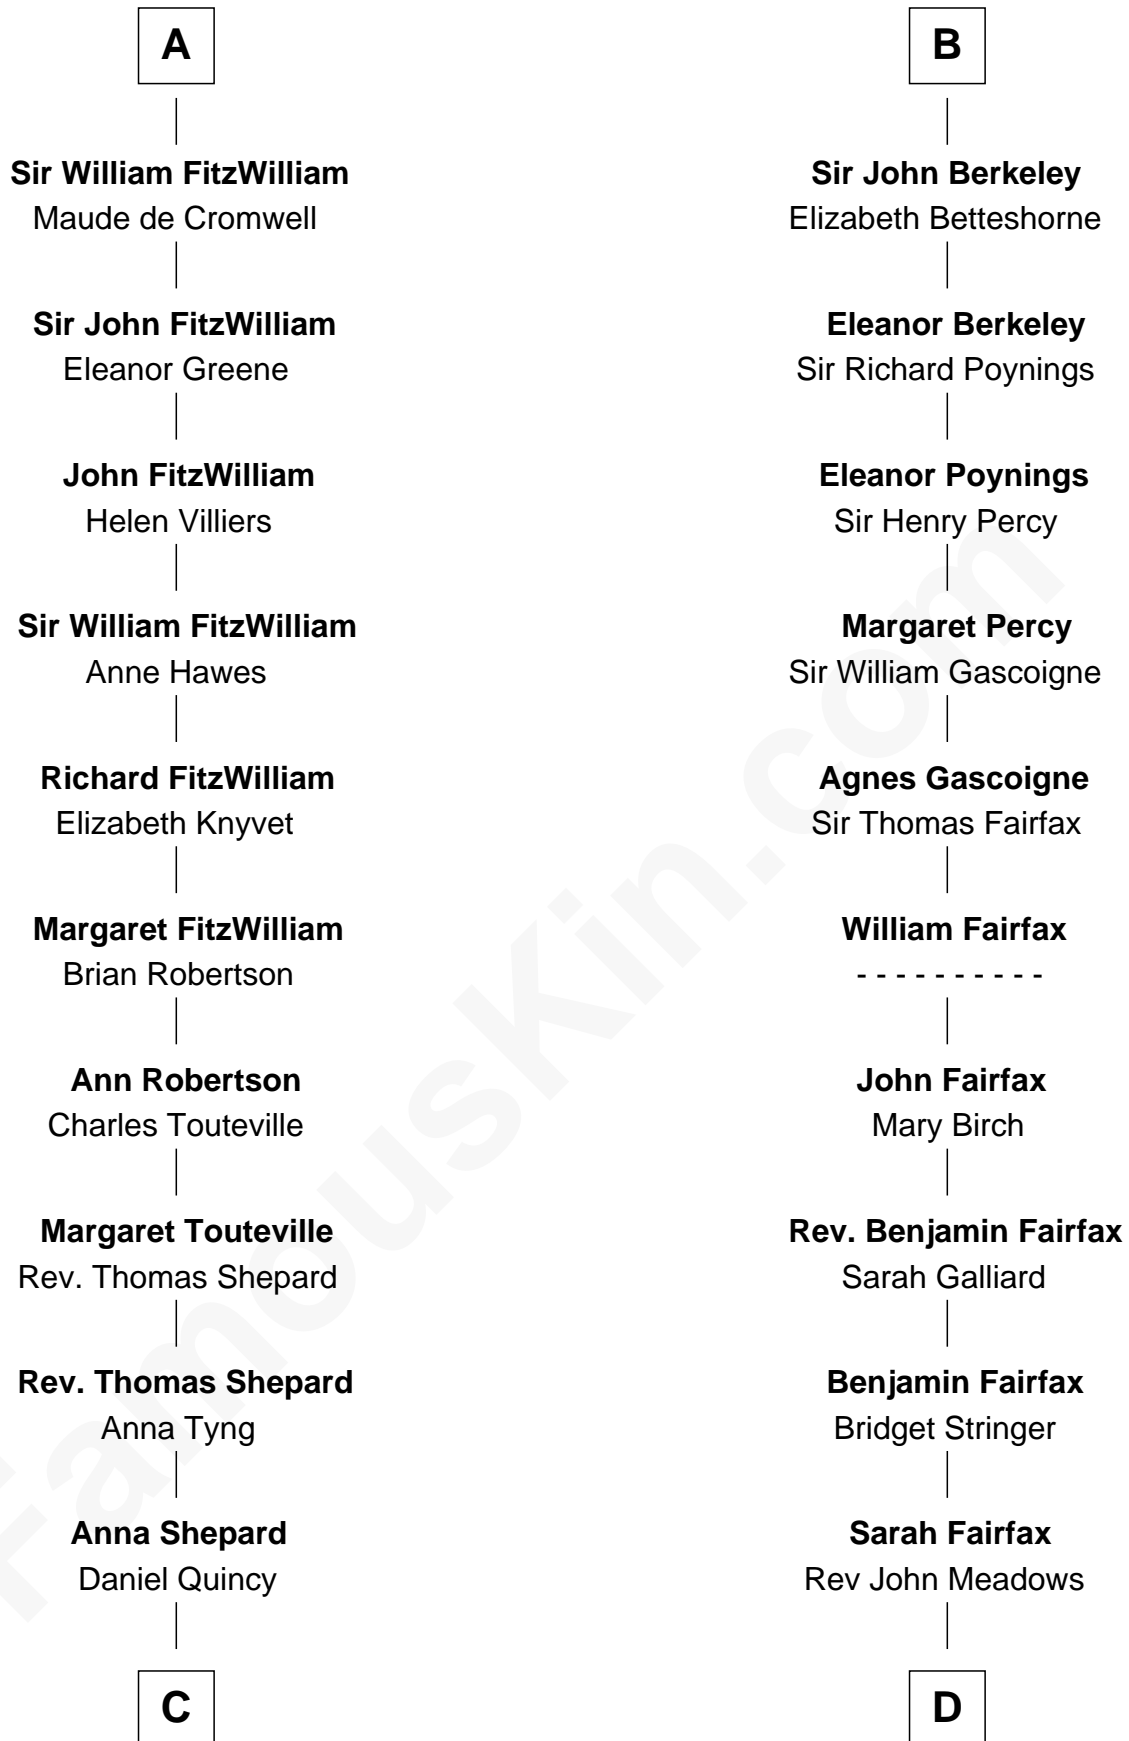 A
Sir William FitzWilliam
Maude de Cromwell
Sir John FitzWilliam
Eleanor Greene
John FitzWilliam
Helen Villiers
Sir William FitzWilliam
Anne Hawes
Richard FitzWilliam
Elizabeth Knyvet
Margaret FitzWilliam
Brian Robertson
Ann Robertson
Charles Touteville
Margaret Touteville
Rev. Thomas Shepard
Rev. Thomas Shepard
Anna Tyng
Anna Shepard
Daniel Quincy
C
B
Sir John Berkeley
Elizabeth Betteshorne
Eleanor Berkeley
Sir Richard Poynings
Eleanor Poynings
Sir Henry Percy
Margaret Percy
Sir William Gascoigne
Agnes Gascoigne
Sir Thomas Fairfax
William Fairfax
- - - - - - - - - -
John Fairfax
Mary Birch
Rev. Benjamin Fairfax
Sarah Galliard
Benjamin Fairfax
Bridget Stringer
Sarah Fairfax
Rev John Meadows
D
FamousKin.com